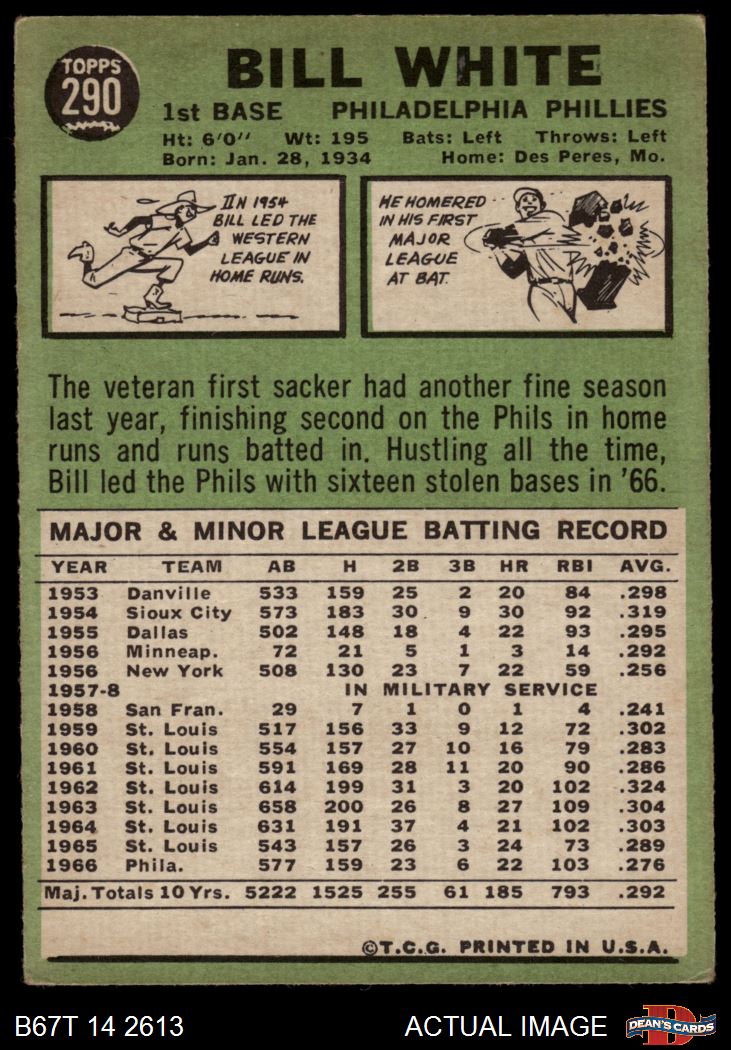 TOPPS
290
BILL WHITE
1st BASE PHILADELPHIA PHILLIES
Ht: 6'0" Wt: 195 Bats: Left Throws: Left
Born: Jan. 28, 1934 Home: Des Peres, Mo.
IN 1954
BILL LED THE
WESTERN
LEAGUE IN
HOME RUNS.
HE HOMERED
IN HIS FIRST
MAJOR
LEAGUE
AT BAT.
The veteran first sacker had another fine season
last year, finishing second on the Phils in home
runs and runs batted in. Hustling all the time,
Bill led the Phils with sixteen stolen bases in '66.
MAJOR & MINOR LEAGUE BATTING RECORD
YEAR TEAM AB H 2B 3B HR RBI AVG.
1953 Danville 533 159 25 2 20 84 .298
1954 Sioux City 573 183 30 9 30 92 .319
1955 Dallas 502 148 18 4 22 93 .295
1956 Minneap. 72 21 5 1 3 14 .292
1956 New York 508 130 23 7 22 59 .256
1957-8 IN MILITARY SERVICE
1958 San Fran. 29 7 1 0 1 4 .241
1959 St. Louis 517 156 33 9 12 72 .302
1960 St. Louis 554 157 27 10 16 79 .283
1961 St. Louis 591 169 28 11 20 90 .286
1962 St. Louis 614 199 31 3 20 102 .324
1963 St. Louis 658 200 26 8 27 109 .304
1964 St. Louis 631 191 37 4 21 102 .303
1965 St. Louis 543 157 26 3 24 73 .289
1966 Phila. 577 159 23 6 22 103 .276
Maj. Totals 10 Yrs. 5222 1525 255 61 185 793 .292
©T.C.G. PRINTED IN U.S.A.
B67T 14 2613 ACTUAL IMAGE
D
DEAN'S CARDS